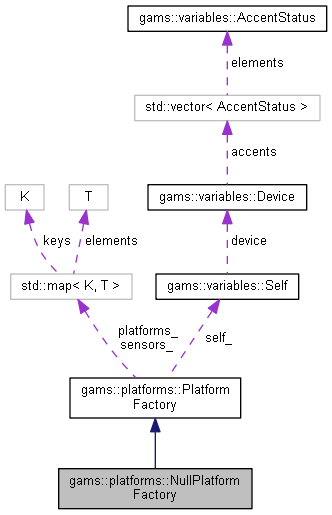 gams::variables::AccentStatus
elements
std::vector< AccentStatus >
accents
K
T
gams::variables::Device
keys
elements
device
std::map< K, T >
gams::variables::Self
platforms_
sensors_
self_
gams::platforms::Platform
Factory
gams::platforms::NullPlatform
Factory